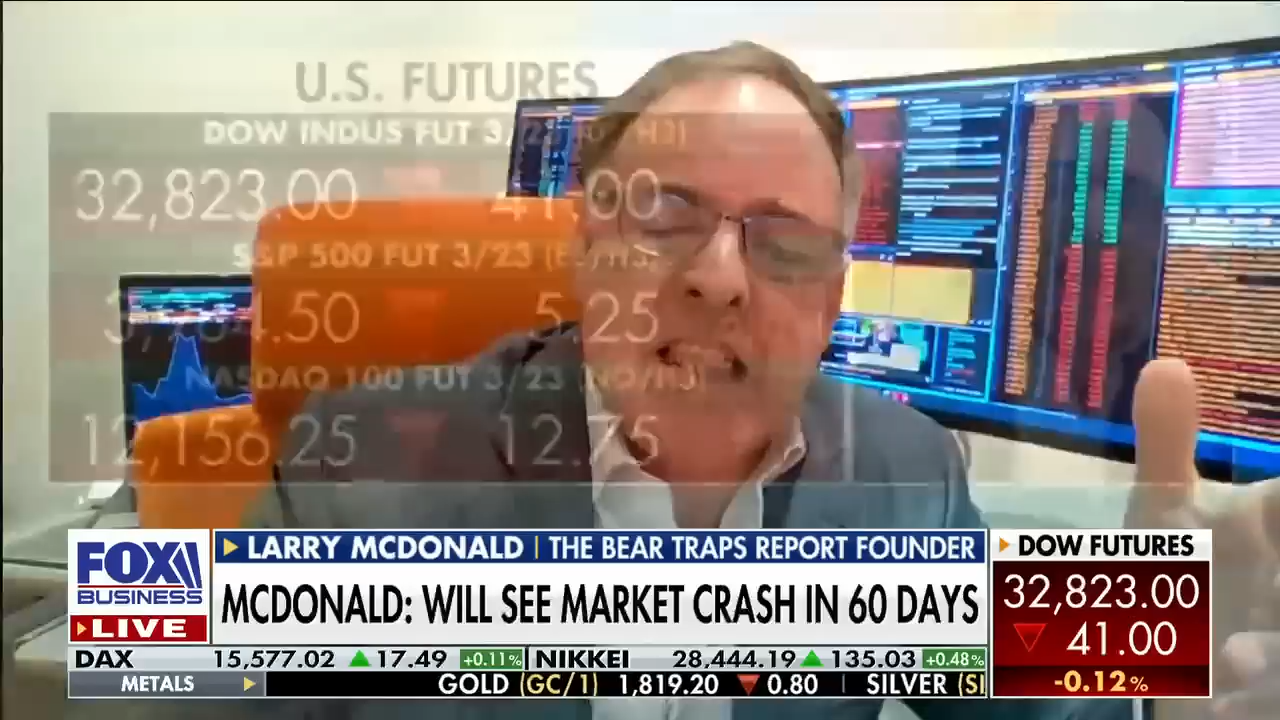 U.S. FUTURES
DOW INDUS FUT
32,823.00 41.00
S&P 500 FUT 3/23
5.25
NASDAQ 100 FUT 3/23
12,156.25 12.75
FOX
BUSINESS
LIVE
LARRY MCDONALD | THE BEAR TRAPS REPORT FOUNDER
MCDONALD: WILL SEE MARKET CRASH IN 60 DAYS
DOW FUTURES
32,823.00
▼ 41.00
-0.12%
DAX 15,577.02 ▲ 17.49 +0.11% NIKKEI 28,444.19 ▲ 135.03 +0.48%
METALS GOLD (GC/1) 1,819.20 ▼ 0.80 | SILVER (SI